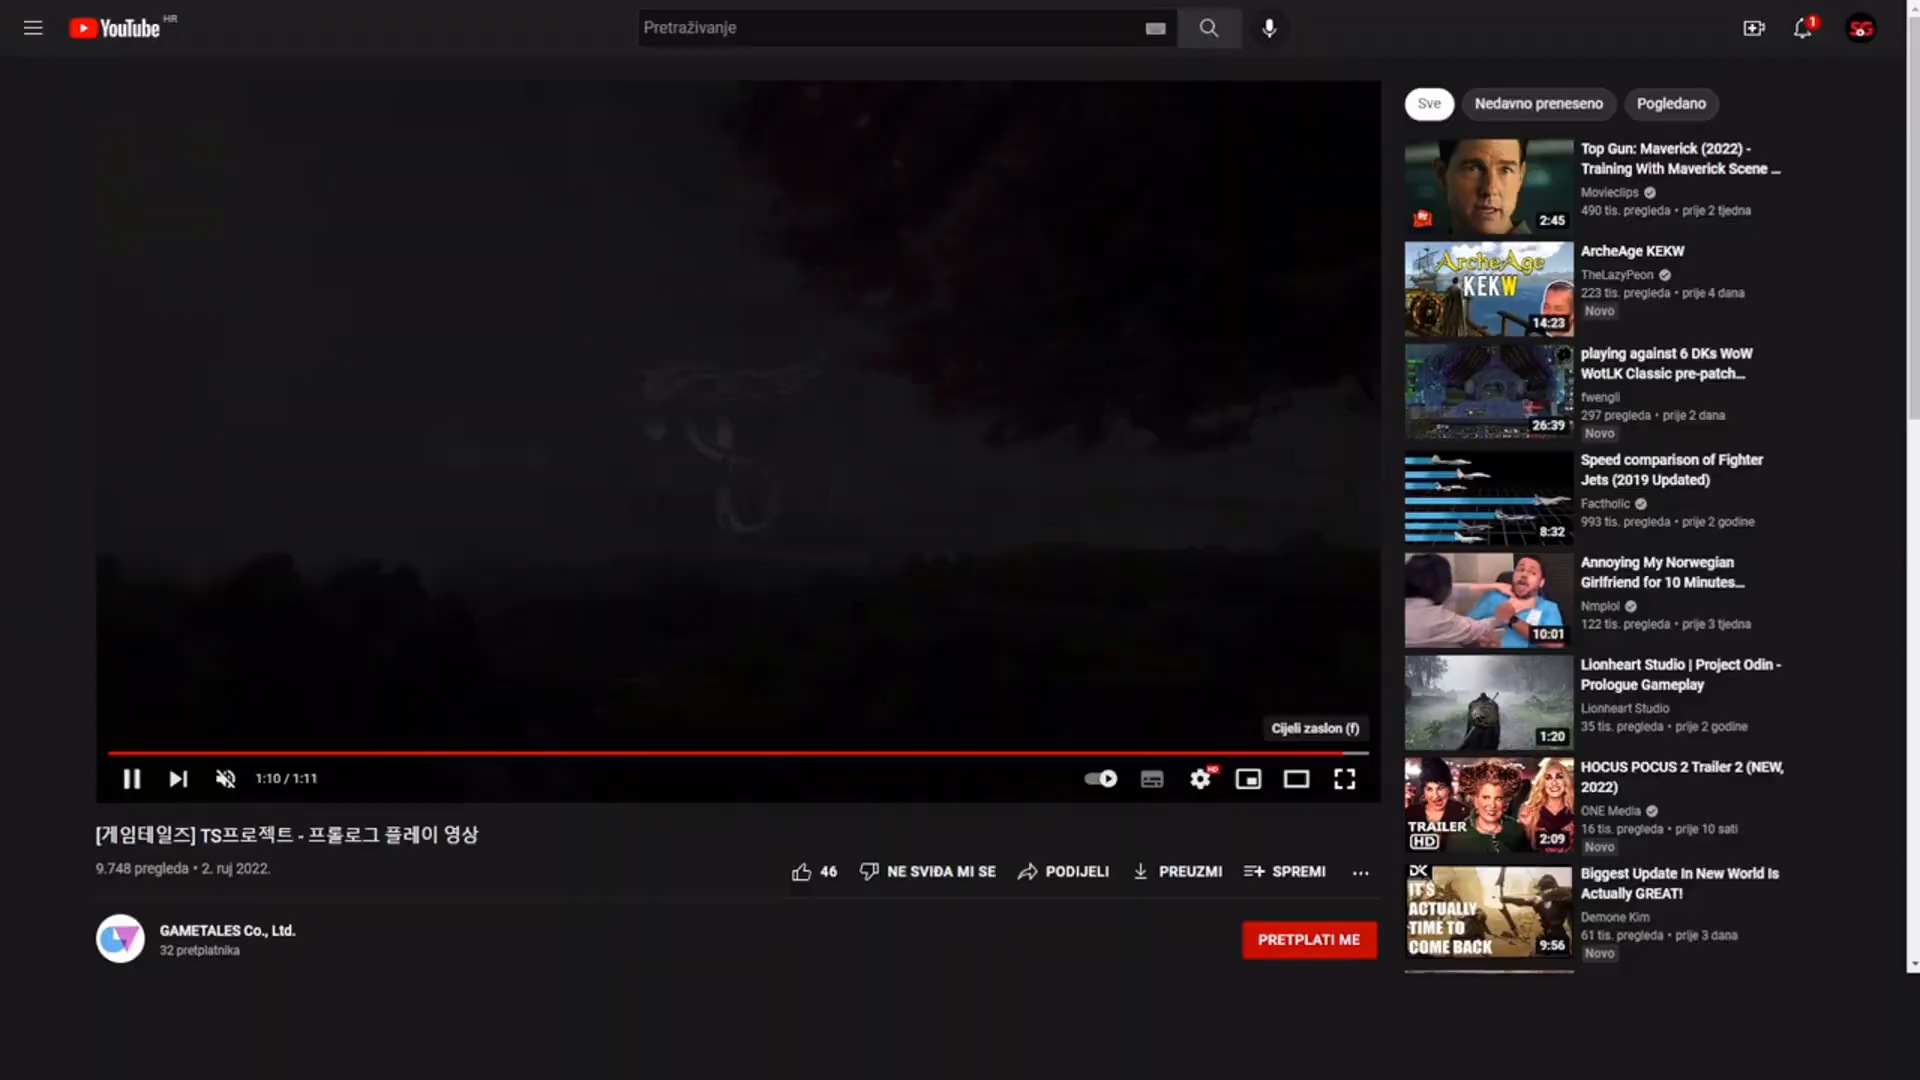 YouTube HR
Pretraživanje
1
SG
Sve
Nedavno preneseno
Pogledano
Top Gun: Maverick (2022) -
Training With Maverick Scene ...
Movieclips
490 tis. pregleda • prije 2 tjedna
2:45
ArcheAge
KEKW
14:23
ArcheAge KEKW
TheLazyPeon
223 tis. pregleda • prije 4 dana
Novo
playing against 6 DKs WoW
WotLK Classic pre-patch...
fwengli
297 pregleda • prije 2 dana
Novo
26:39
Speed comparison of Fighter
Jets (2019 Updated)
Factholic
993 tis. pregleda • prije 2 godine
8:32
Annoying My Norwegian
Girlfriend for 10 Minutes...
Nmplol
122 tis. pregleda • prije 3 tjedna
10:01
Lionheart Studio | Project Odin -
Prologue Gameplay
Lionheart Studio
35 tis. pregleda • prije 2 godine
1:20
HOCUS POCUS 2 Trailer 2 (NEW,
2022)
ONE Media
16 tis. pregleda • prije 10 sati
Novo
TRAILER
HD
2:09
Biggest Update In New World Is
Actually GREAT!
Demone Kim
61 tis. pregleda • prije 3 dana
Novo
DK
IT'S
ACTUALLY
TIME TO
COME BACK
9:56
Cijeli zaslon (f)
1:10 / 1:11
HD
[게임테일즈] TS프로젝트 - 프롤로그 플레이 영상
9.748 pregleda • 2. ruj 2022.
46
NE SVIĐA MI SE
PODIJELI
PREUZMI
SPREMI
GAMETALES Co., Ltd.
32 pretplatnika
PRETPLATI ME